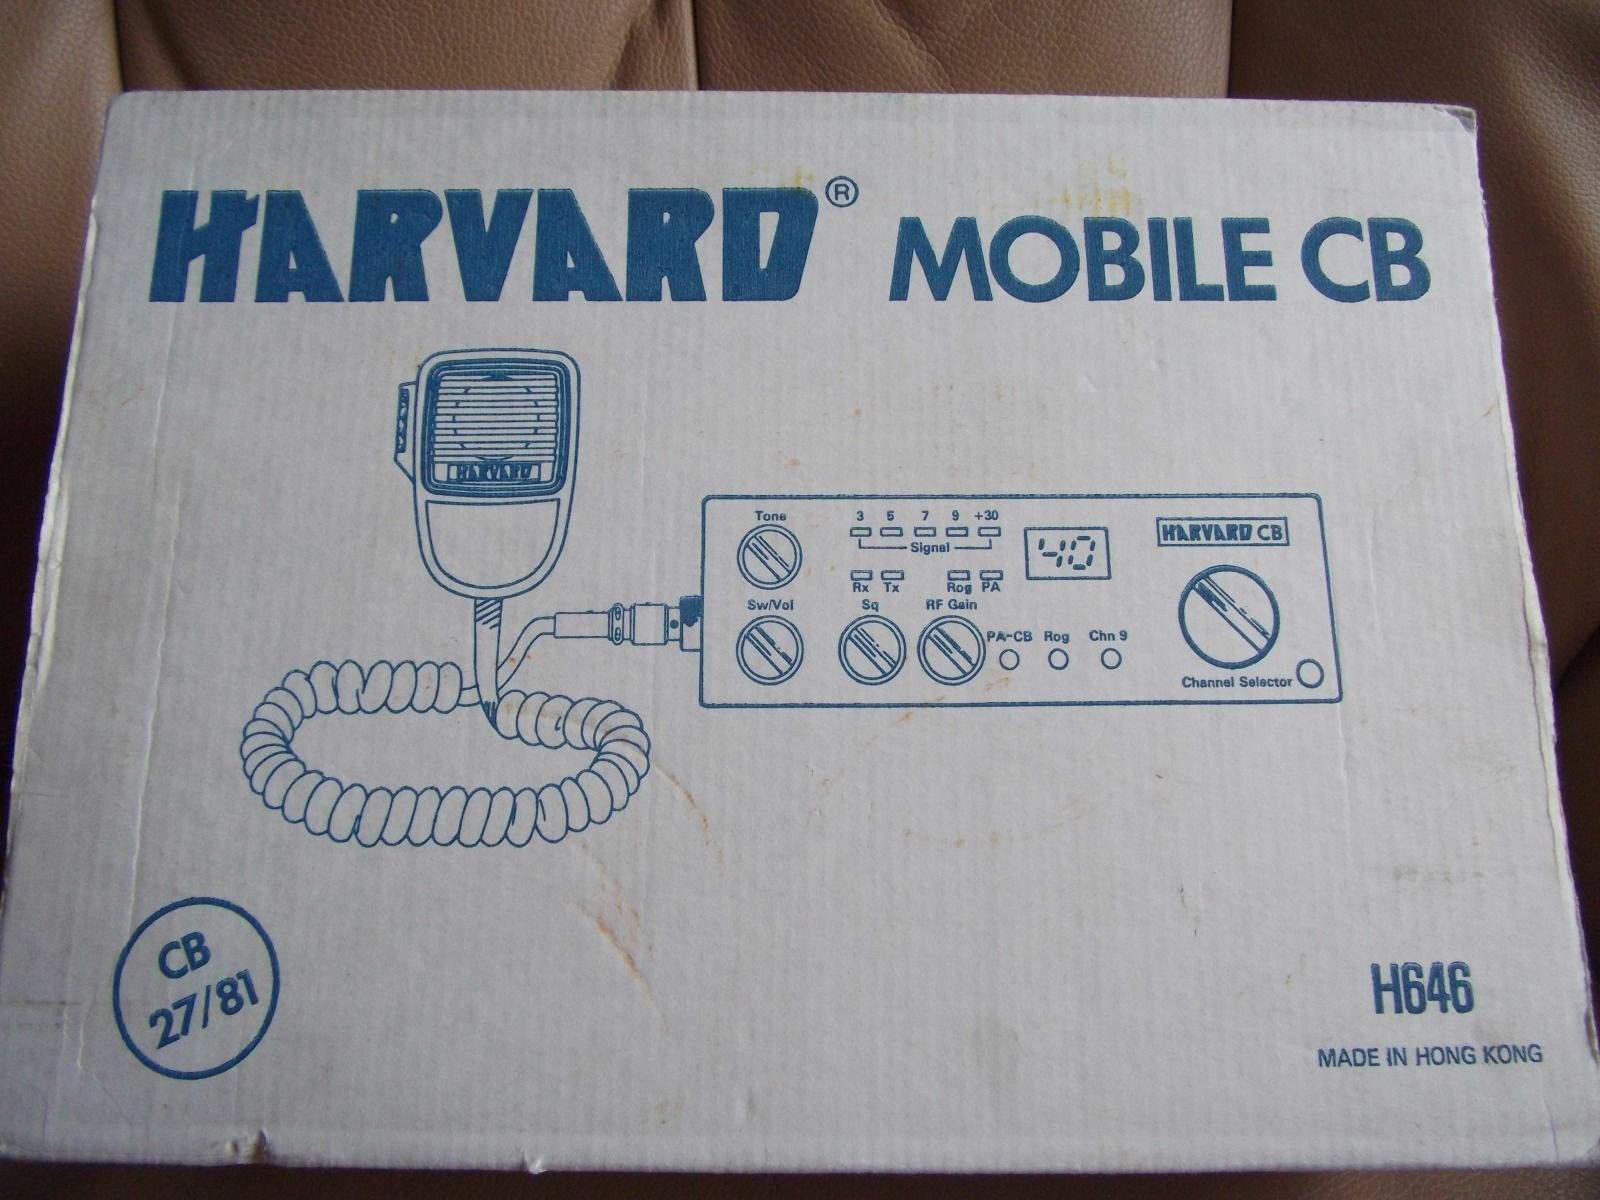 HARVARD® MOBILE CB
HARVARD
Tone
3 5 7 9 +30
Signal
40
HARVARD CB
Rx Tx Rog PA
Sw/Vol Sq RF Gain
PA-CB Rog Chn 9
Channel Selector
CB
27/81
H646
MADE IN HONG KONG